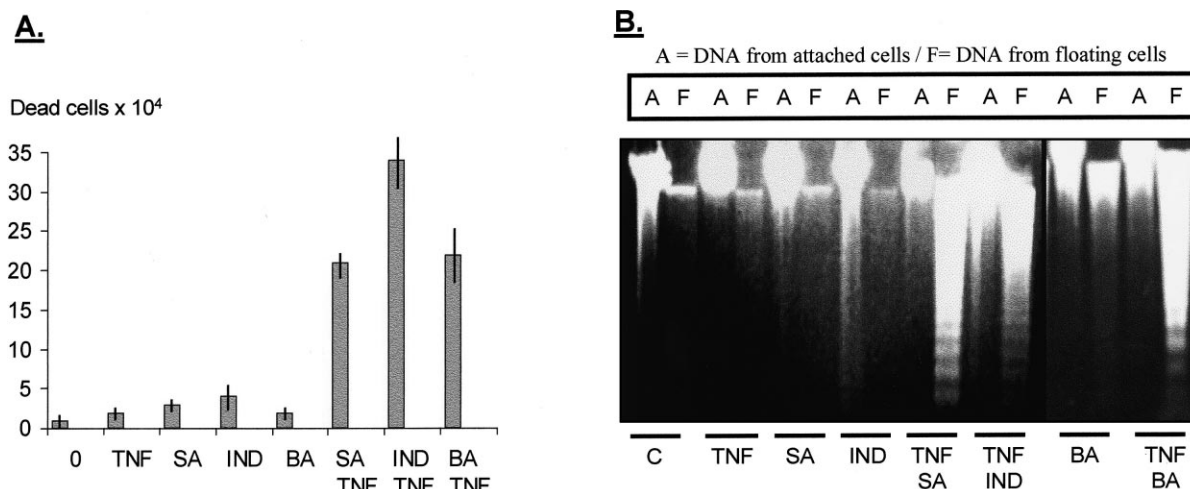 A.
Dead cells x 10⁴
35
30
25
20
15
10
5
0
0 TNF SA IND BA SA IND BA
TNF TNF TNF
B.
A = DNA from attached cells / F= DNA from floating cells
A F A F A F A F A F A F A F A F
C TNF SA IND TNF TNF BA TNF
SA IND BA